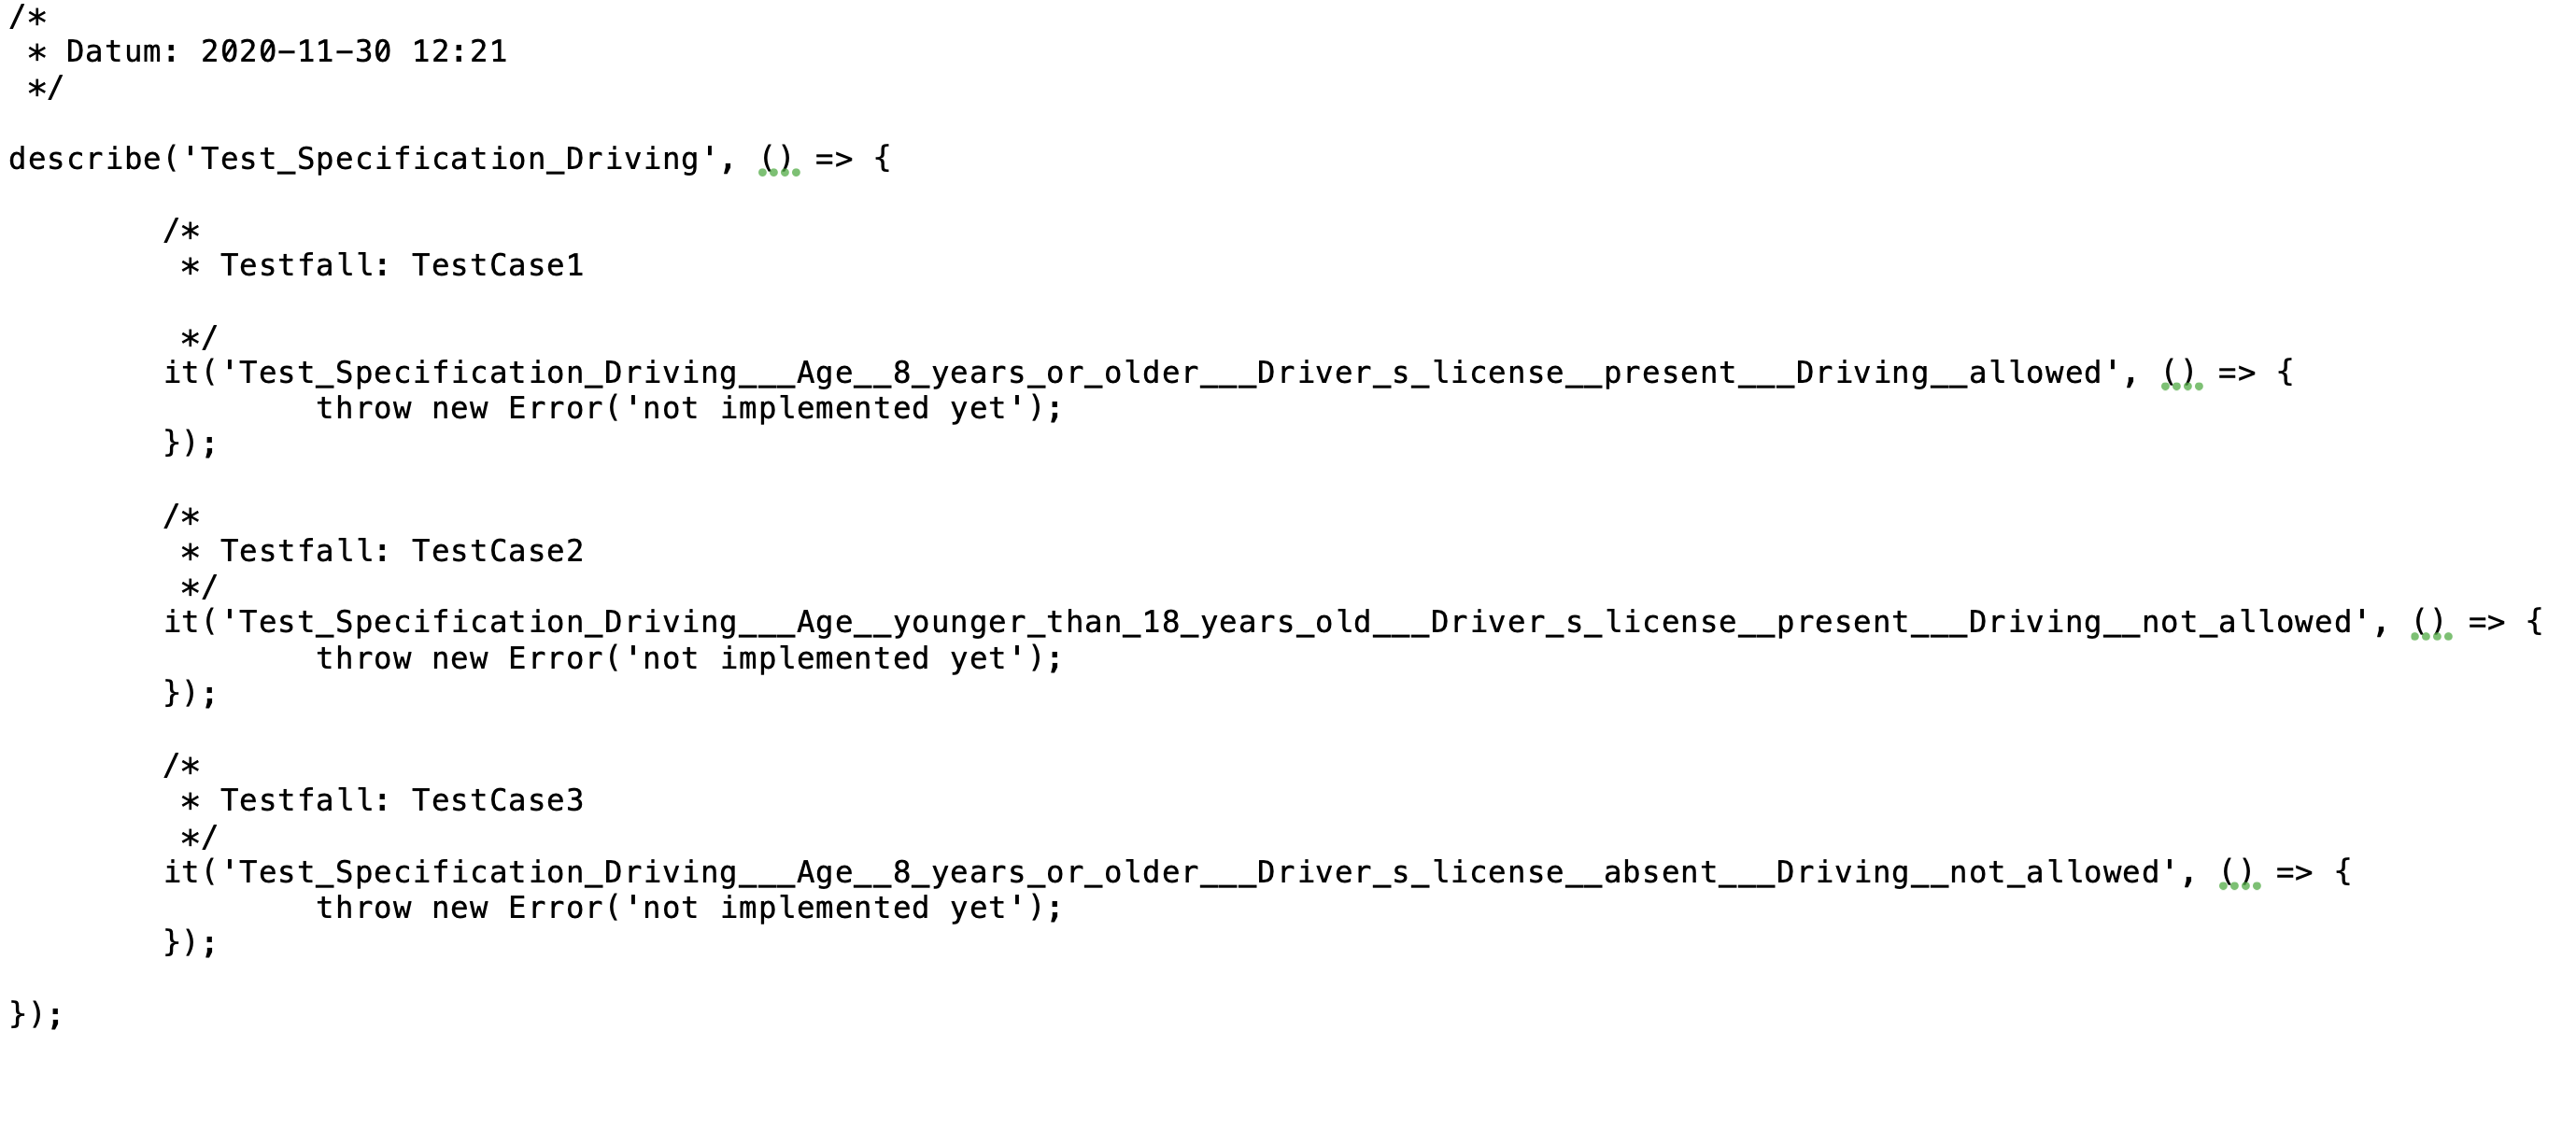 /*
 * Datum: 2020-11-30 12:21
 */
describe('Test_Specification_Driving', () => {
/*
 * Testfall: TestCase1
 */
it('Test_Specification_Driving___Age__8_years_or_older___Driver_s_license__present___Driving__allowed', () => {
throw new Error('not implemented yet');
});
/*
 * Testfall: TestCase2
 */
it('Test_Specification_Driving___Age__younger_than_18_years_old___Driver_s_license__present___Driving__not_allowed', () => {
throw new Error('not implemented yet');
});
/*
 * Testfall: TestCase3
 */
it('Test_Specification_Driving___Age__8_years_or_older___Driver_s_license__absent___Driving__not_allowed', () => {
throw new Error('not implemented yet');
});
});